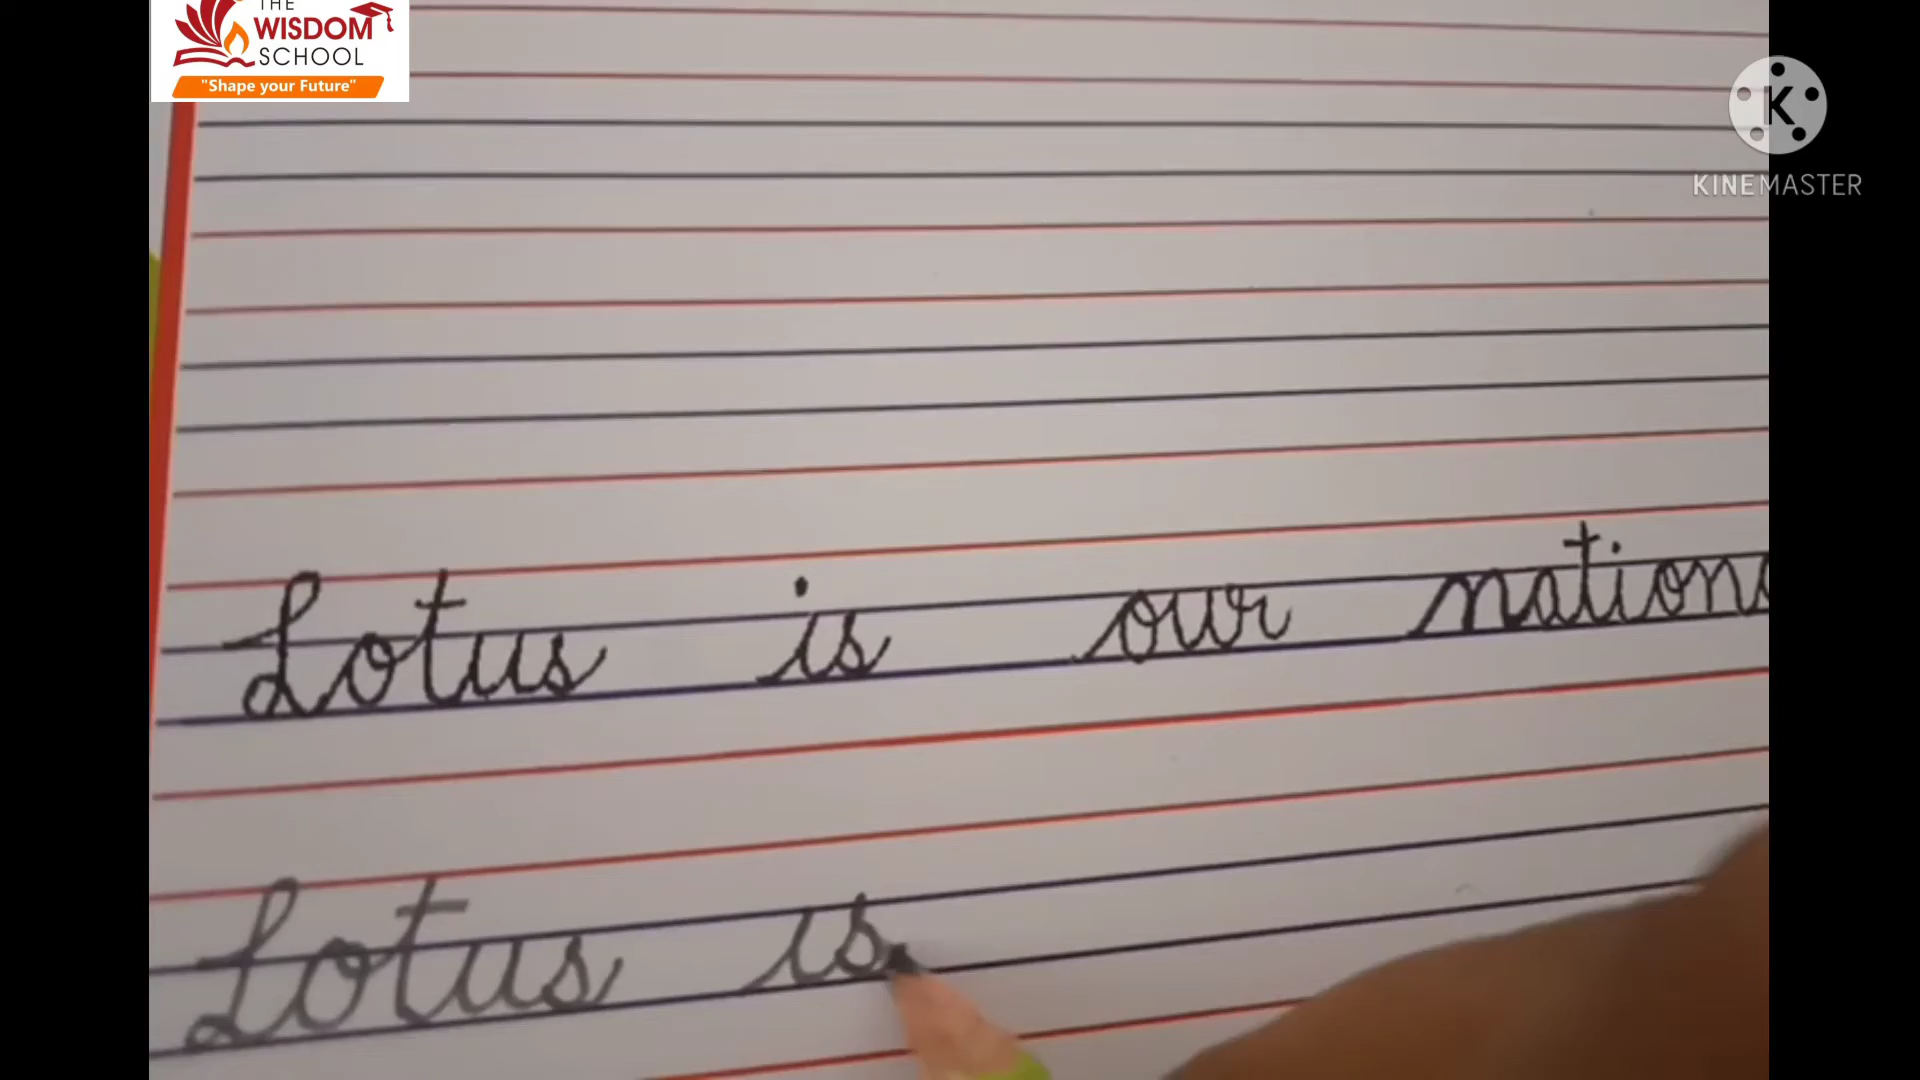 THE
WISDOM
SCHOOL
"Shape your Future"
K
KINEMASTER
Lotus is our nationa
Lotus is